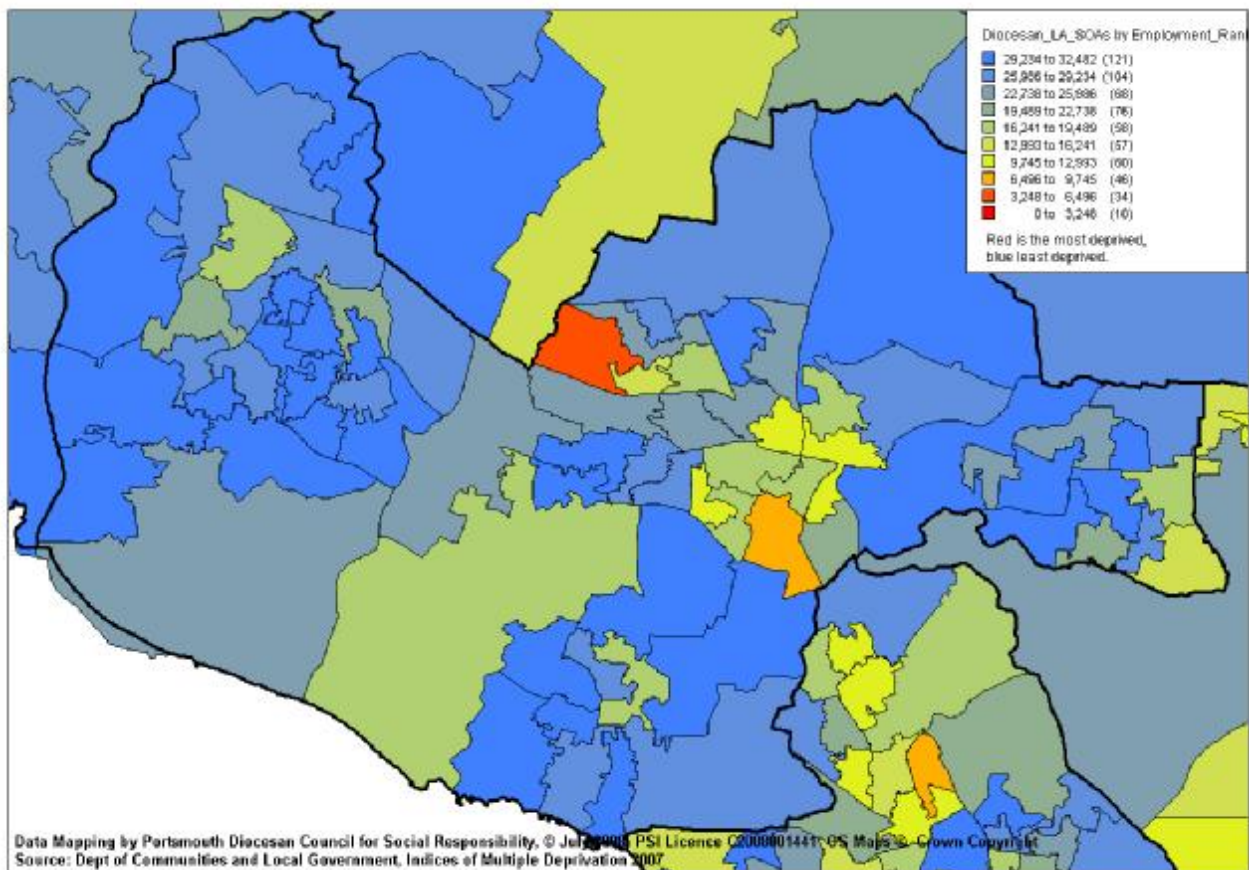 Diocesan_LA_SOAs by Employment_Ran
29,234 to 32,482 (121)
25,986 to 29,234 (104)
22,738 to 25,986 (68)
19,489 to 22,738 (76)
16,241 to 19,489 (58)
12,993 to 16,241 (57)
9,745 to 12,993 (60)
6,496 to 9,745 (46)
3,248 to 6,496 (34)
0 to 3,248 (10)
Red is the most deprived,
blue least deprived.
Data Mapping by Portsmouth Diocesan Council for Social Responsibility, © July PSI Licence C2008001441. OS Maps © Crown Copyright
Source: Dept of Communities and Local Government, Indices of Multiple Deprivation 2007